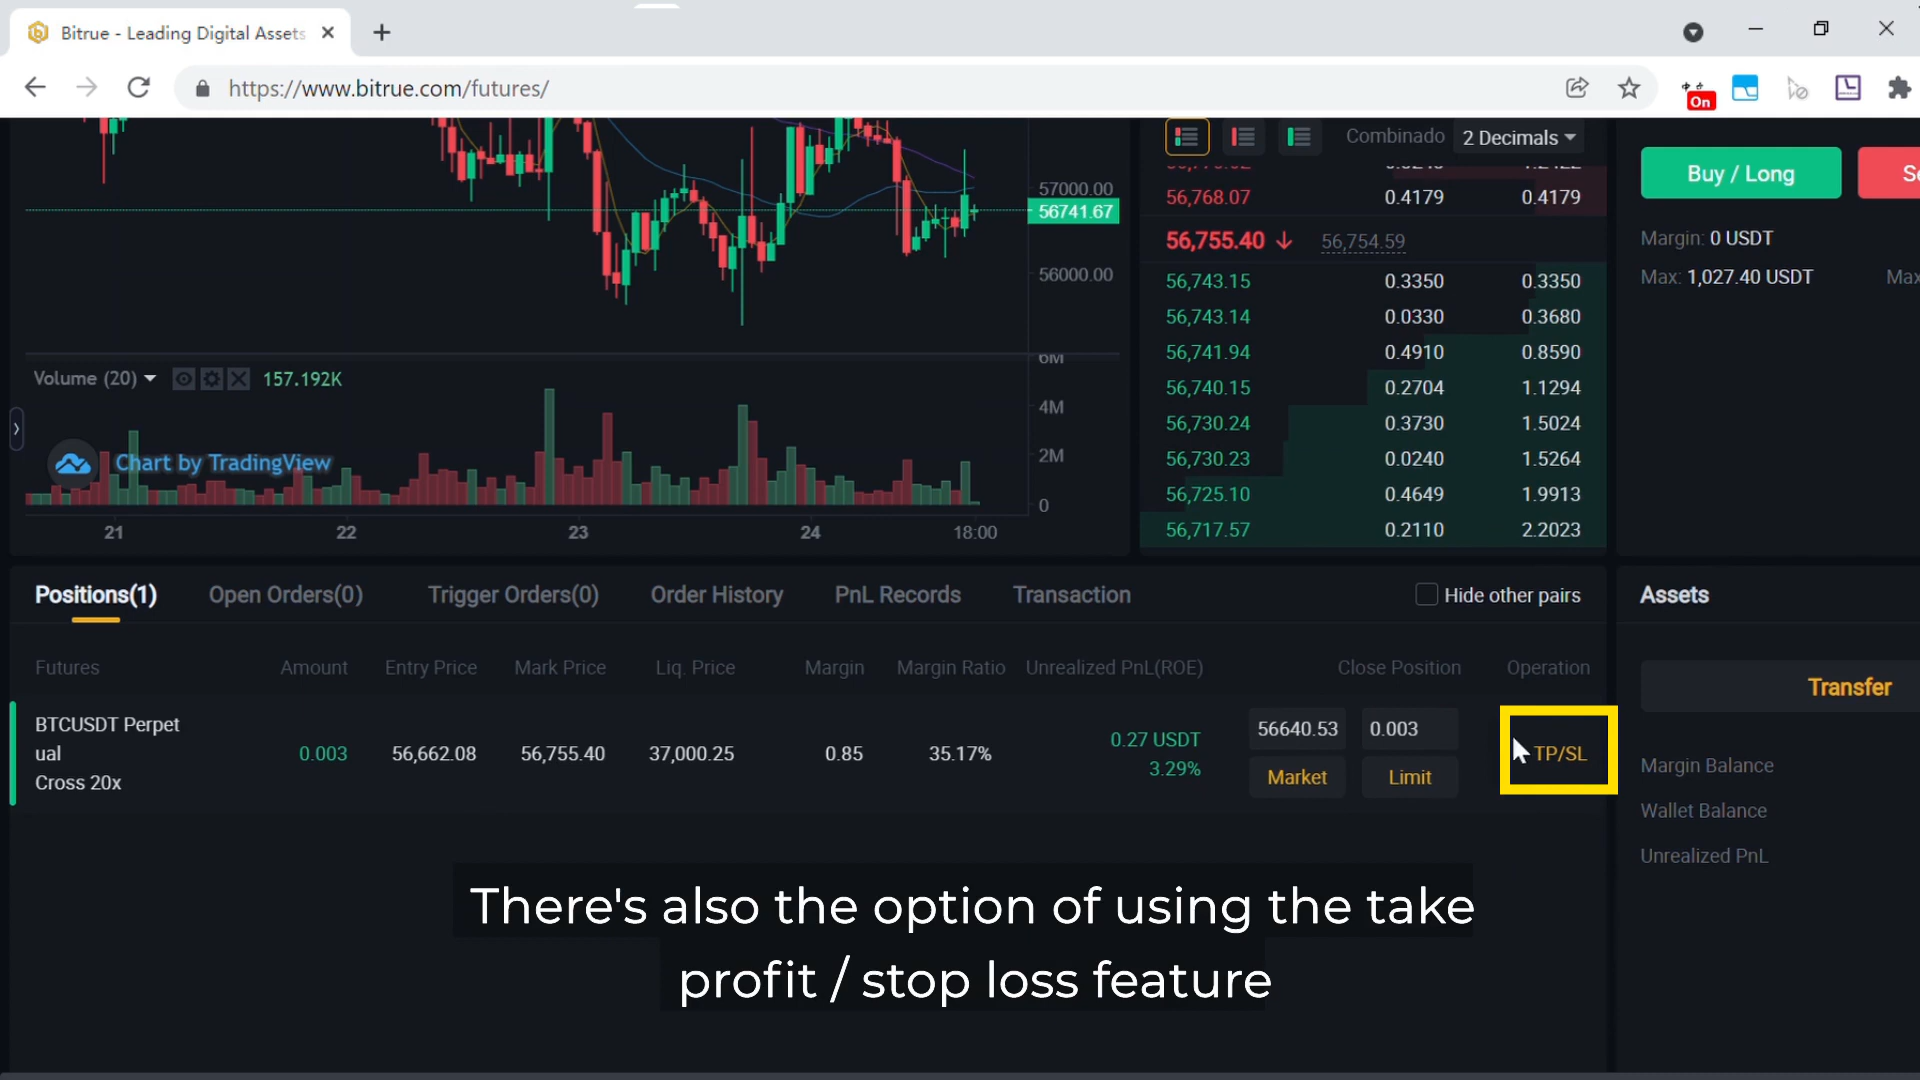 Bitrue - Leading Digital Assets
https://www.bitrue.com/futures/
On
57000.00
56741.67
56000.00
Volume (20) 157.192K
6M
4M
2M
0
Chart by TradingView
21 22 23 24 18:00
Combinado 2 Decimals
56,768.07 0.4179 0.4179
56,755.40 56,754.59
56,743.15 0.3350 0.3350
56,743.14 0.0330 0.3680
56,741.94 0.4910 0.8590
56,740.15 0.2704 1.1294
56,730.24 0.3730 1.5024
56,730.23 0.0240 1.5264
56,725.10 0.4649 1.9913
56,717.57 0.2110 2.2023
Buy / Long
Se
Margin: 0 USDT
Max: 1,027.40 USDT Max
Positions(1) Open Orders(0) Trigger Orders(0) Order History PnL Records Transaction Hide other pairs
Futures Amount Entry Price Mark Price Liq. Price Margin Margin Ratio Unrealized PnL(ROE) Close Position Operation
BTCUSDT Perpet
ual
Cross 20x
0.003 56,662.08 56,755.40 37,000.25 0.85 35.17%
0.27 USDT
3.29%
56640.53 0.003
Market Limit
TP/SL
Assets
Transfer
Margin Balance
Wallet Balance
Unrealized PnL
There's also the option of using the take
profit / stop loss feature